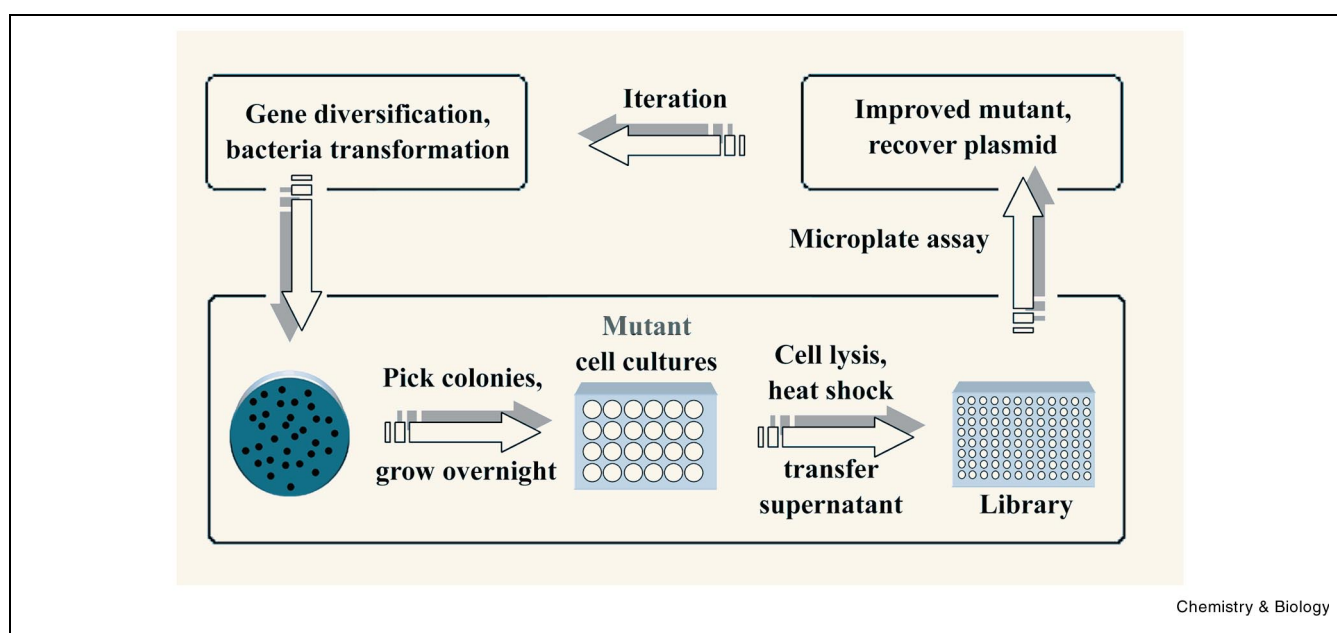 Gene diversification,
bacteria transformation
Iteration
Improved mutant,
recover plasmid
Microplate assay
Pick colonies,
grow overnight
Mutant
cell cultures
Cell lysis,
heat shock
transfer
supernatant
Library
Chemistry & Biology